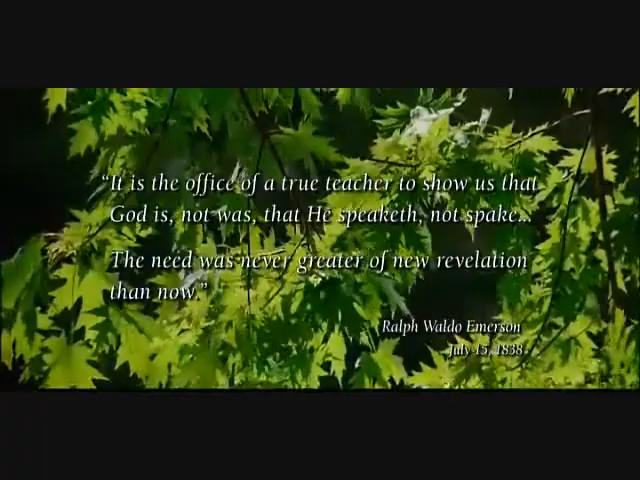 “It is the office of a true teacher to show us that
God is, not was, that He speaketh, not spake...
The need was never greater of new revelation
than now.”
Ralph Waldo Emerson
July 15, 1838